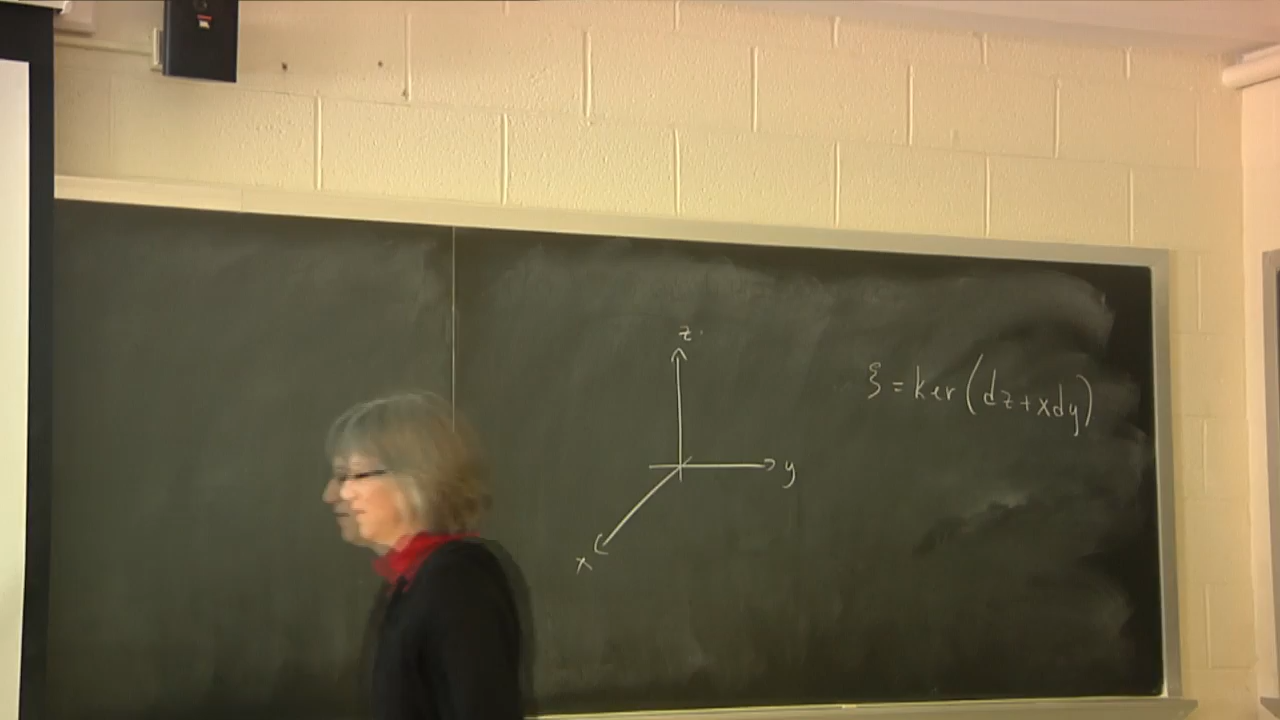 z
y
x
ξ = ker(dz+xdy)